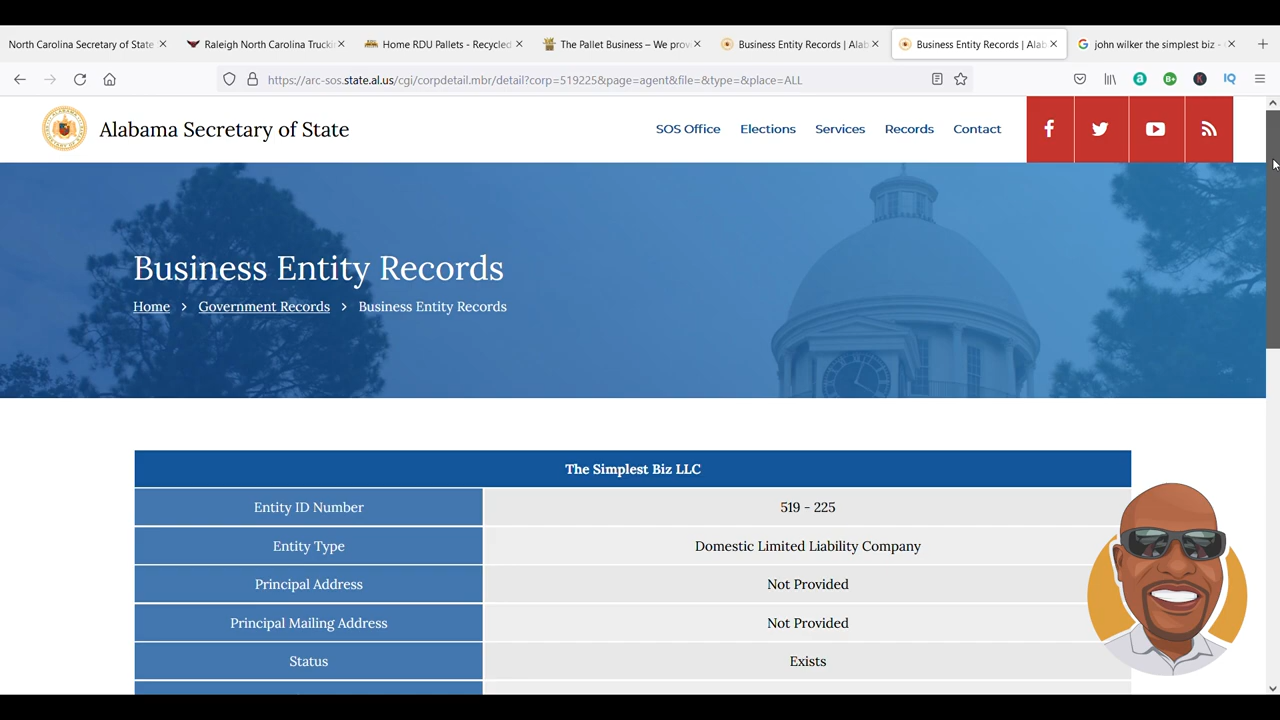 North Carolina Secretary of State
Raleigh North Carolina Trucki
Home RDU Pallets - Recycled
The Pallet Business – We prov
Business Entity Records | Alab
Business Entity Records | Alab
john wilker the simplest biz -
https://arc-sos.state.al.us/cgi/corpdetail.mbr/detail?corp=519225&page=agent&file=&type=&place=ALL
Alabama Secretary of State
SOS Office
Elections
Services
Records
Contact
Business Entity Records
Home > Government Records > Business Entity Records
The Simplest Biz LLC
Entity ID Number
519 - 225
Entity Type
Domestic Limited Liability Company
Principal Address
Not Provided
Principal Mailing Address
Not Provided
Status
Exists